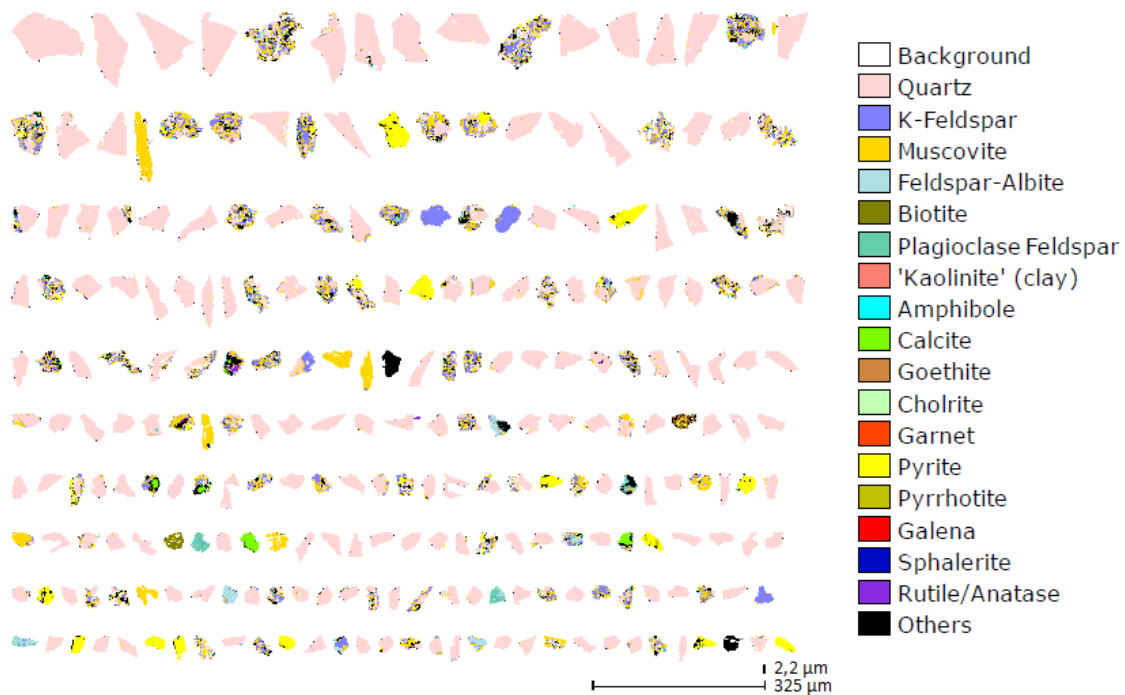 Background
Quartz
K-Feldspar
Muscovite
Feldspar-Albite
Biotite
Plagioclase Feldspar
'Kaolinite' (clay)
Amphibole
Calcite
Goethite
Cholrite
Garnet
Pyrite
Pyrrhotite
Galena
Sphalerite
Rutile/Anatase
Others
2,2 µm
325 µm